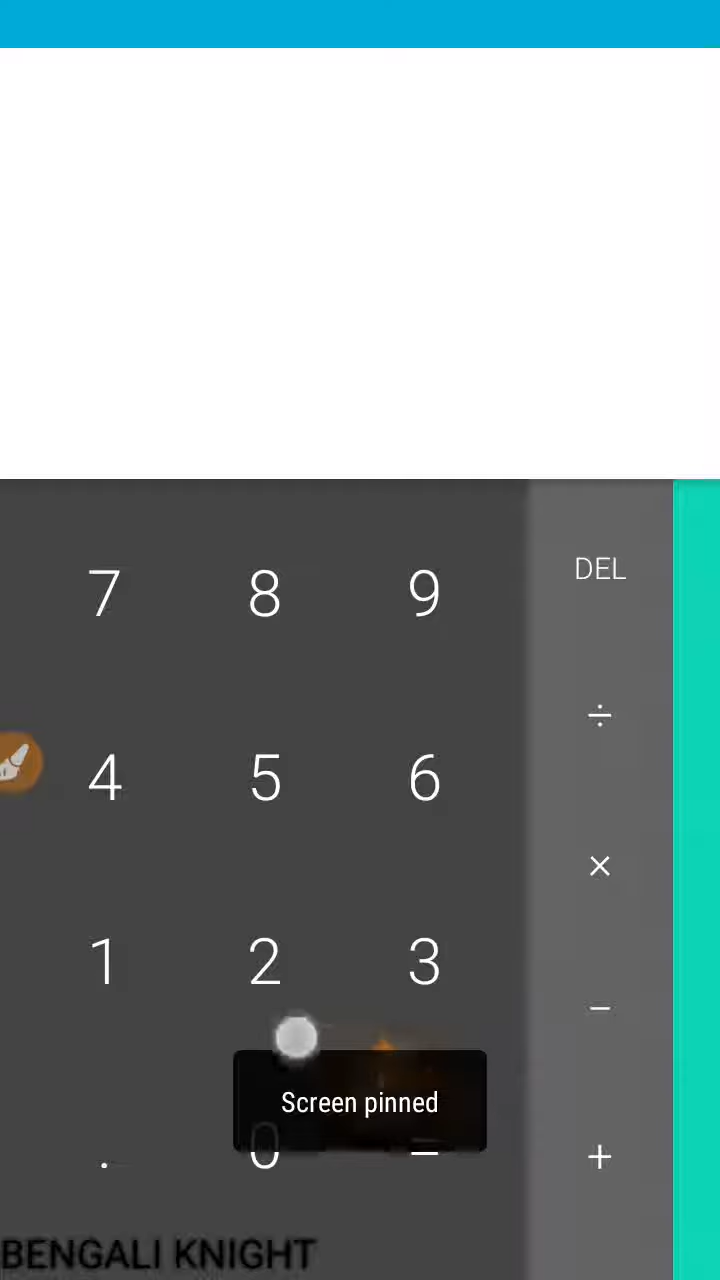 7 8 9 DEL
÷
4 5 6
×
1 2 3
−
Screen pinned
. 0 = +
BENGALI KNIGHT